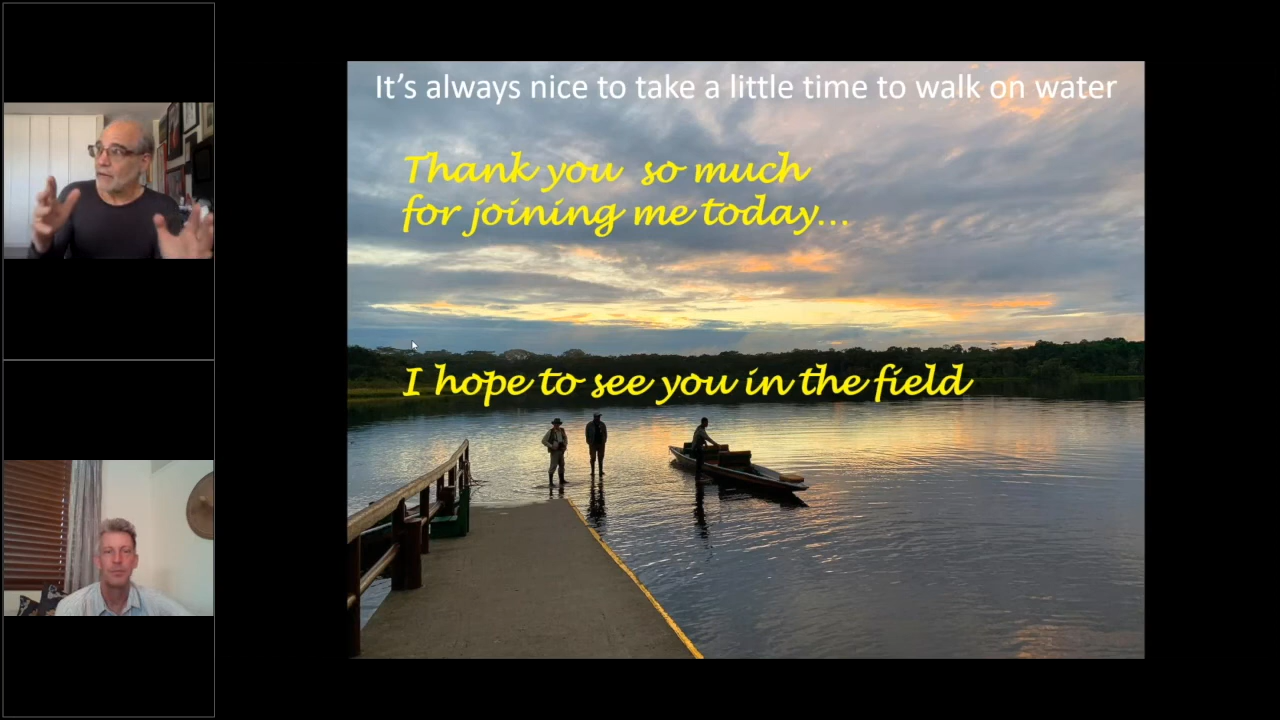 It’s always nice to take a little time to walk on water
Thank you so much
for joining me today...
I hope to see you in the field